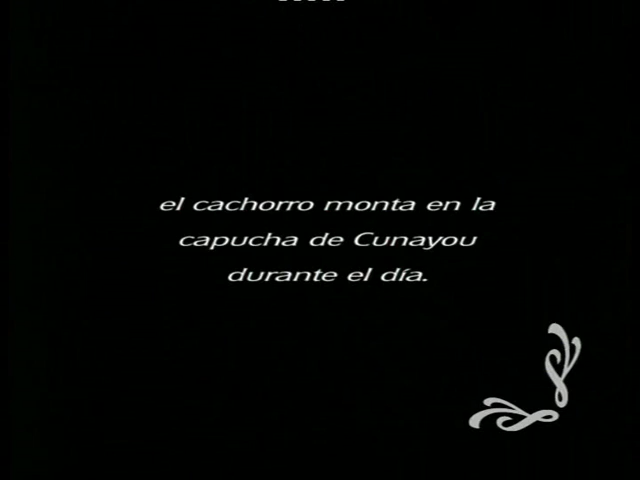 el cachorro monta en la
capucha de Cunayou
durante el día.